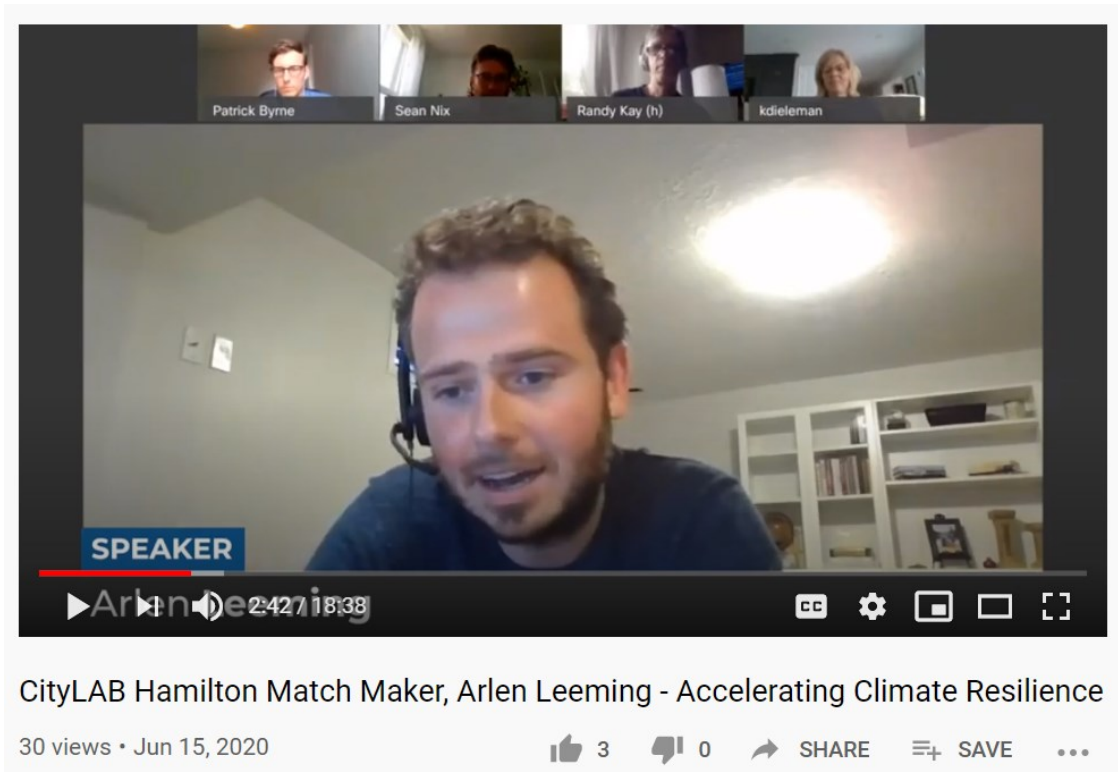 Patrick Byrne
Sean Nix
Randy Kay (h)
kdieleman
SPEAKER
Arlen Leeming
2:42 / 18:38
CC
CityLAB Hamilton Match Maker, Arlen Leeming - Accelerating Climate Resilience
30 views • Jun 15, 2020
3
0
SHARE
SAVE